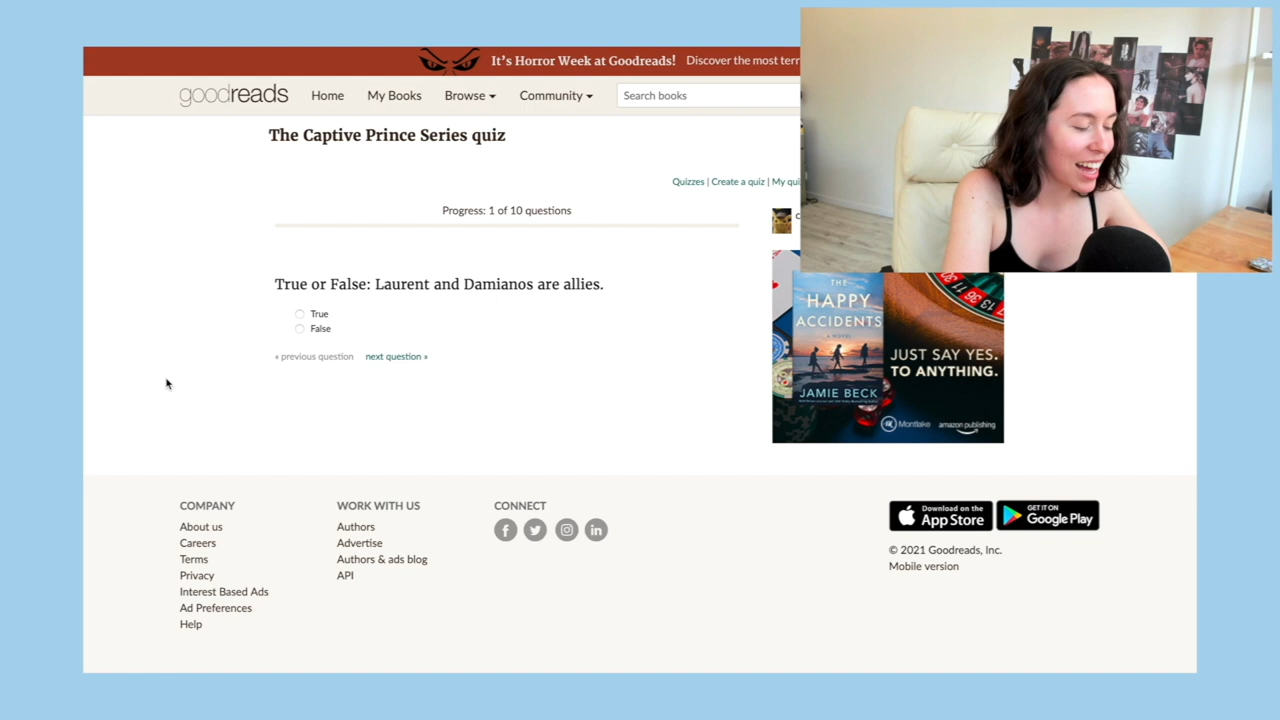 It's Horror Week at Goodreads! Discover the most terr
goodreads Home My Books Browse Community Search books
The Captive Prince Series quiz
Quizzes | Create a quiz | My qui
Progress: 1 of 10 questions
True or False: Laurent and Damianos are allies.
True
False
« previous question next question »
THE
HAPPY
ACCIDENTS
A NOVEL
JAMIE BECK
JUST SAY YES.
TO ANYTHING.
Montlake amazon publishing
COMPANY
About us
Careers
Terms
Privacy
Interest Based Ads
Ad Preferences
Help
WORK WITH US
Authors
Advertise
Authors & ads blog
API
CONNECT
Download on the
App Store
GET IT ON
Google Play
© 2021 Goodreads, Inc.
Mobile version